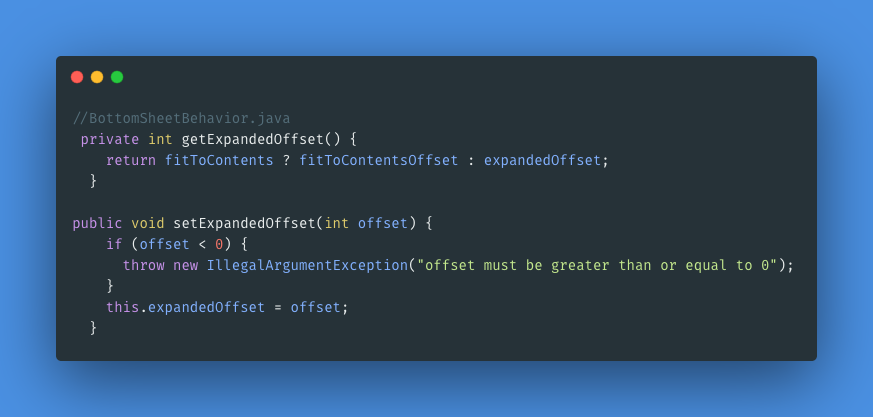 //BottomSheetBehavior.java
private int getExpandedOffset() {
return fitToContents ? fitToContentsOffset : expandedOffset;
}
public void setExpandedOffset(int offset) {
if (offset < 0) {
throw new IllegalArgumentException("offset must be greater than or equal to 0");
}
this.expandedOffset = offset;
}